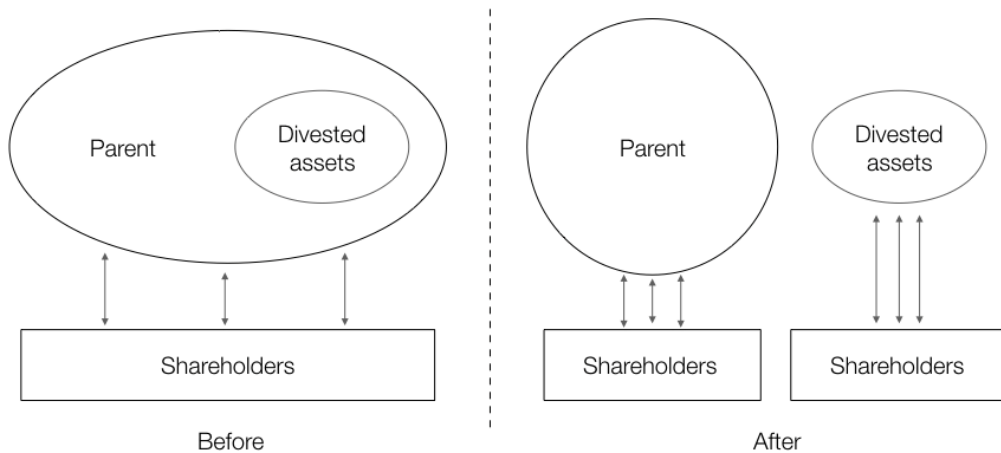 Parent
Divested
assets
Shareholders
Before
Parent
Divested
assets
Shareholders
Shareholders
After